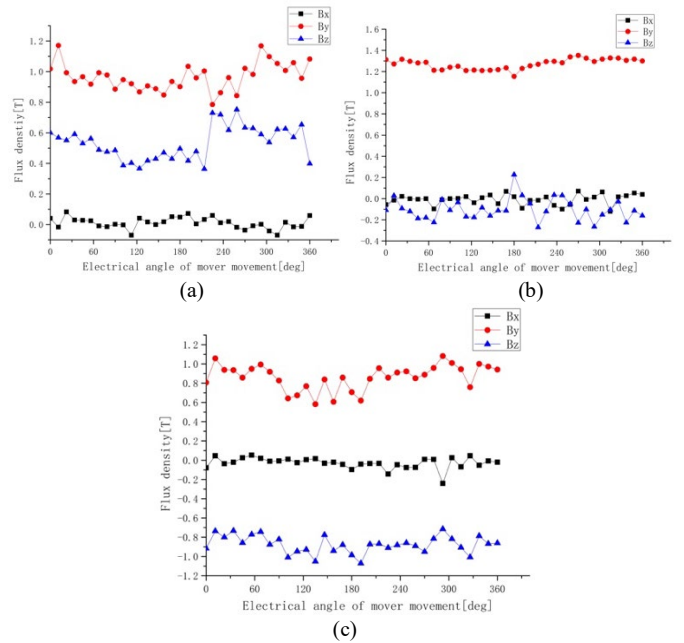 Bx
By
Bz
1.2
1.0
0.8
0.6
0.4
0.2
0.0
Flux denstiy[T]
0 60 120 180 240 300 360
Electrical angle of mover movement[deg]
(a)
Bx
By
Bz
1.6
1.4
1.2
1.0
0.8
0.6
0.4
0.2
0.0
-0.2
-0.4
Flux density[T]
0 60 120 180 240 300 360
Electrical angle of mover movement[deg]
(b)
Bx
By
Bz
1.2
1.0
0.8
0.6
0.4
0.2
0.0
-0.2
-0.4
-0.6
-0.8
-1.0
-1.2
Flux density[T]
0 60 120 180 240 300 360
Electrical angle of mover movement[deg]
(c)